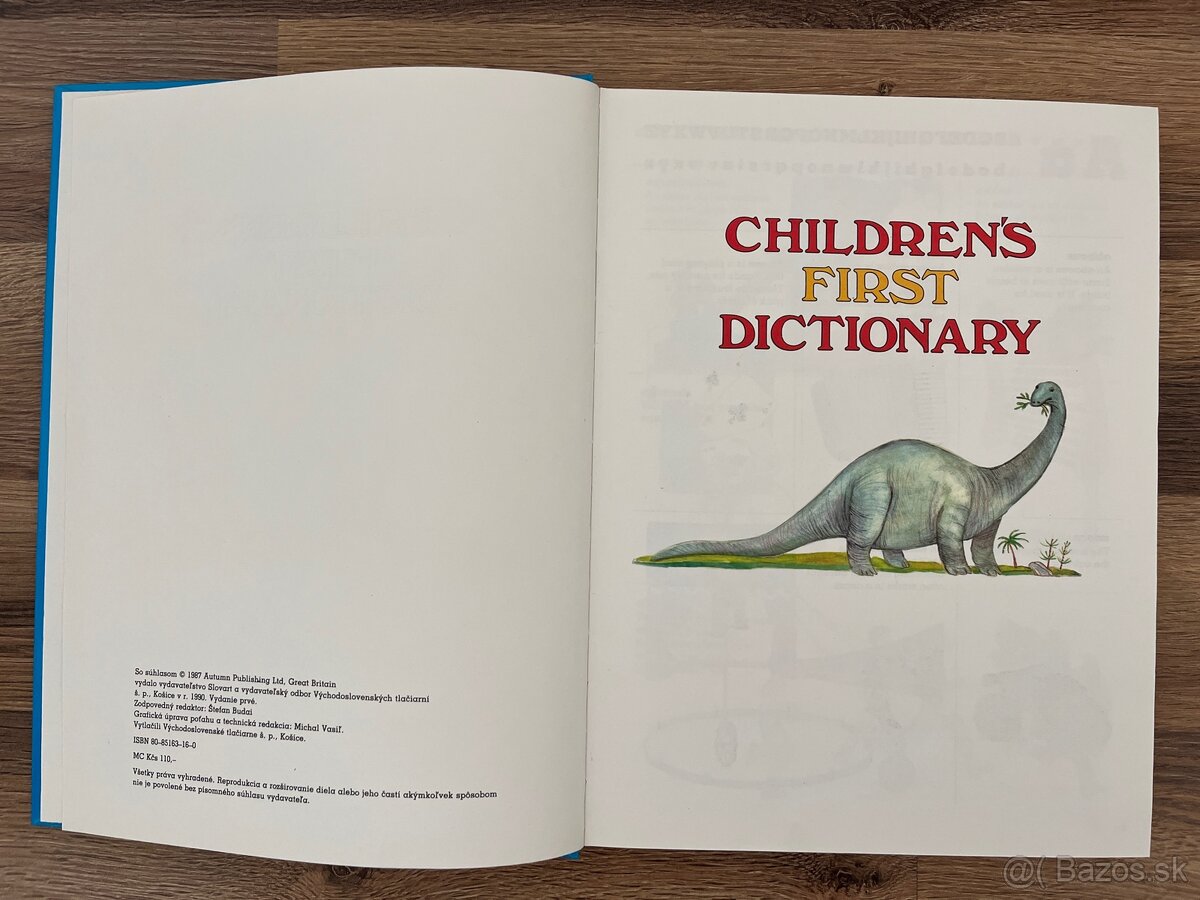 So súhlasom © 1987 Autumn Publishing Ltd, Great Britain
vydalo vydavateľstvo Slovart a vydavateľský odbor Východoslovenských tlačiarní
š. p., Košice v r. 1990. Vydanie prvé.
Zodpovedný redaktor: Štefan Budai
Grafická úprava poťahu a technická redakcia: Michal Vasiľ.
Vytlačili Východoslovenské tlačiarne š. p., Košice.
ISBN 80-85163-16-0
MC Kčs 110,-
Všetky práva vyhradené. Reprodukcia a rozširovanie diela alebo jeho častí akýmkoľvek spôsobom
nie je povolené bez písomného súhlasu vydavateľa.
CHILDREN'S
FIRST
DICTIONARY
@( Bazos.sk